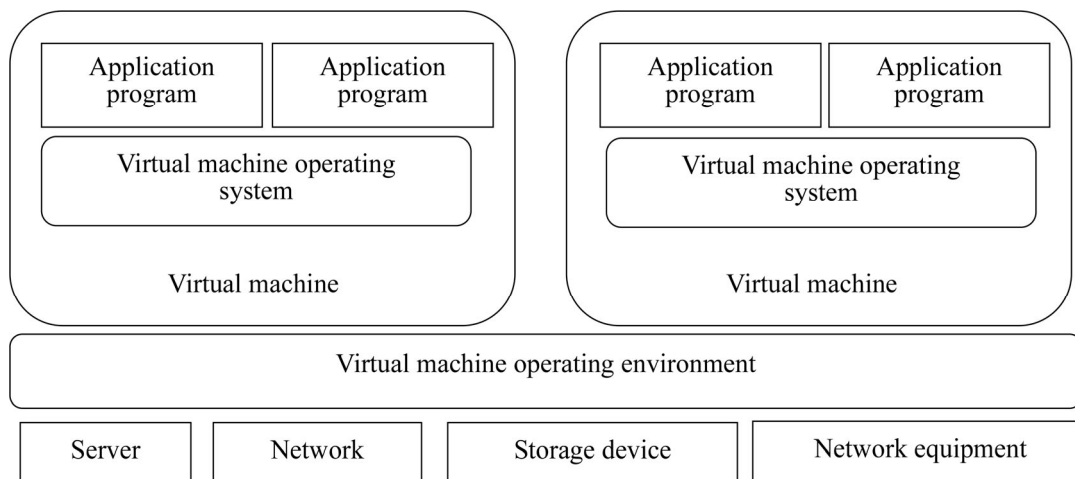 Application
program
Application
program
Application
program
Application
program
Virtual machine operating
system
Virtual machine operating
system
Virtual machine
Virtual machine
Virtual machine operating environment
Server
Network
Storage device
Network equipment